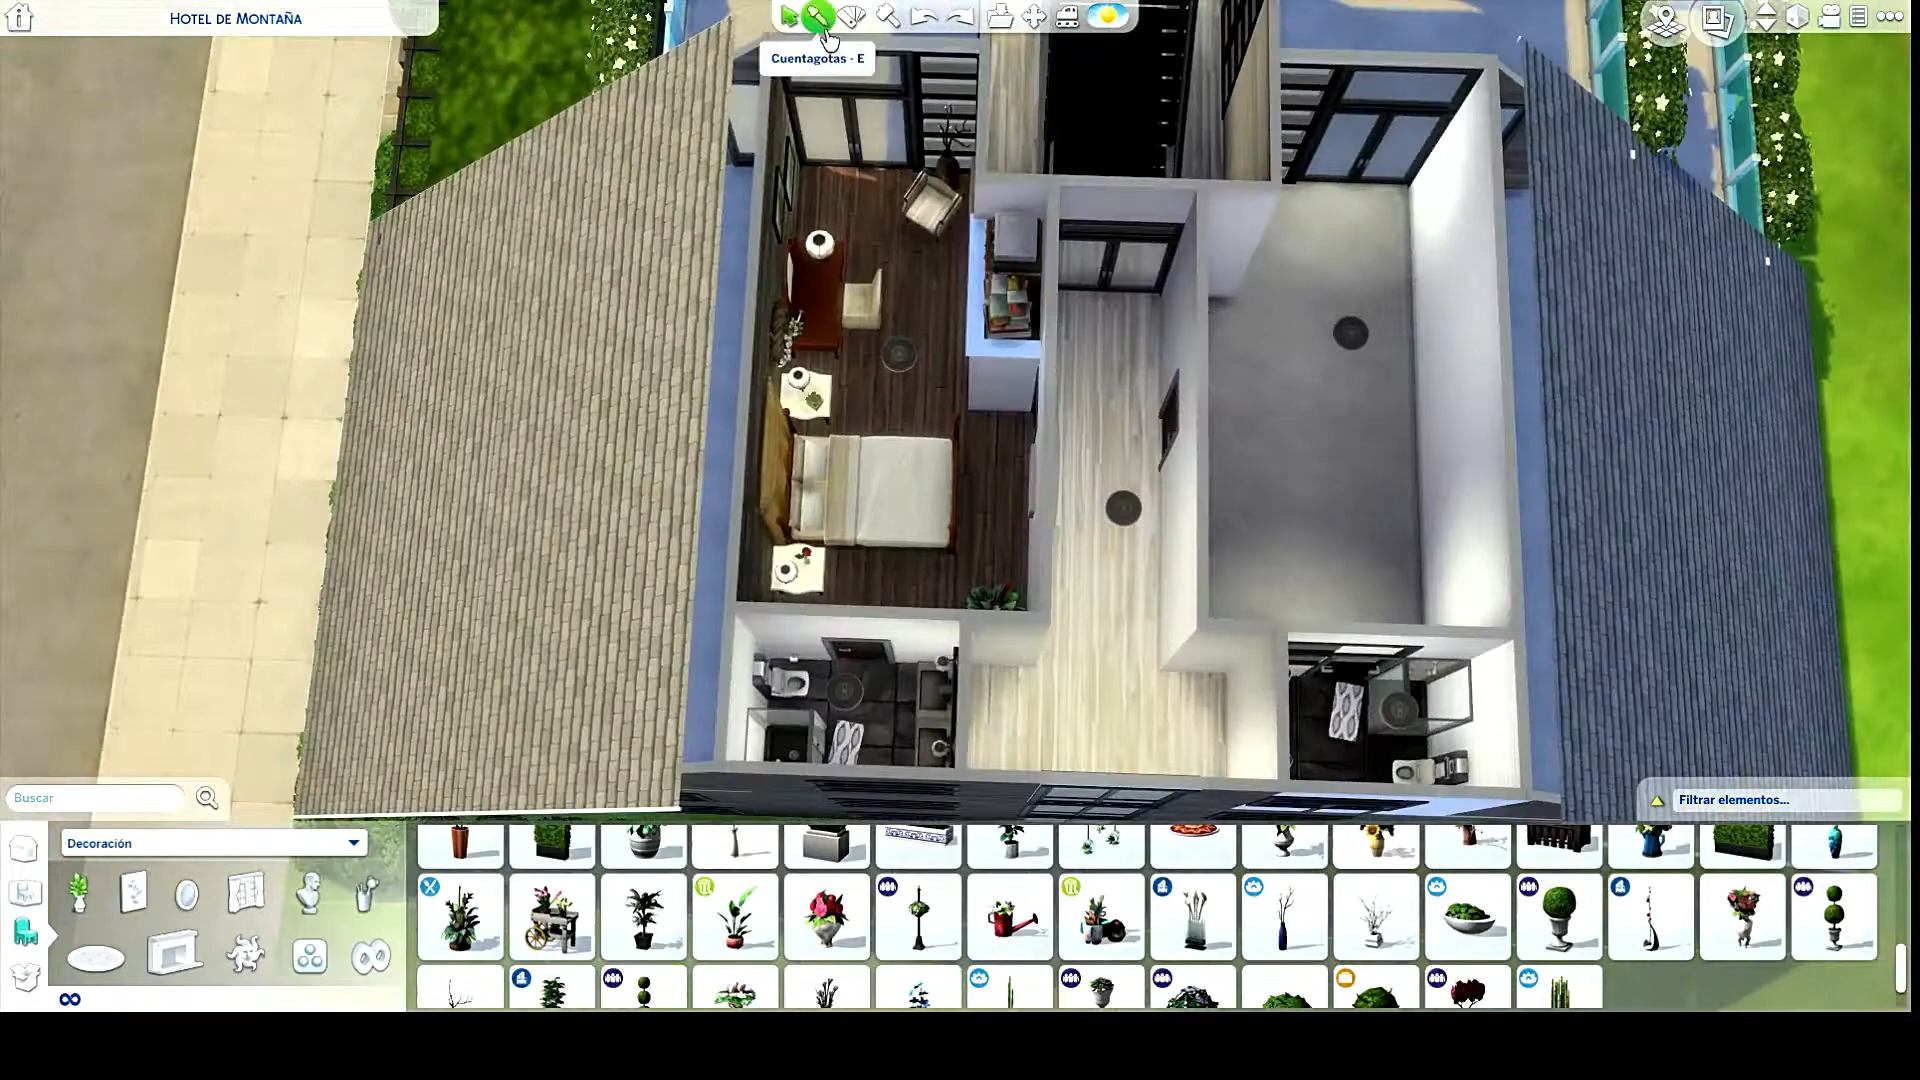 Hotel de Montaña
Cuentagotas - E
Buscar
Filtrar elementos...
Decoración